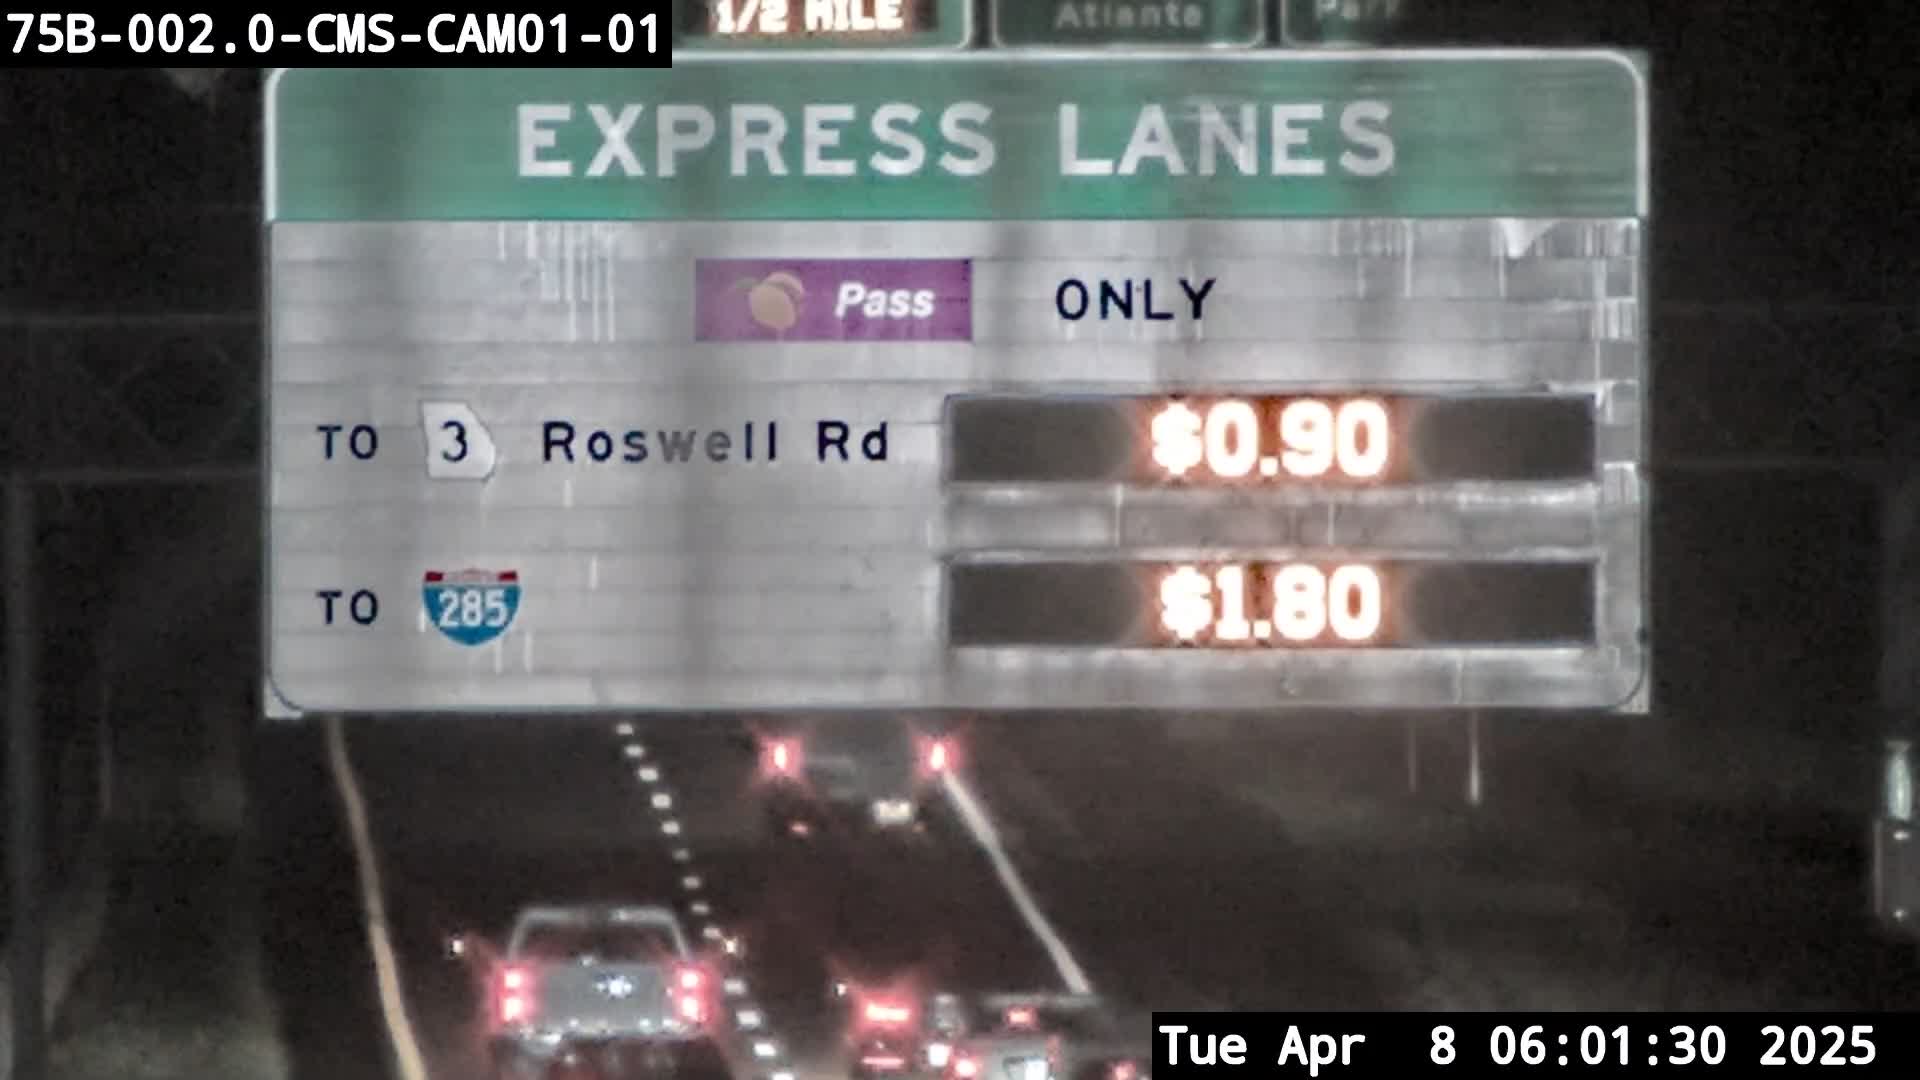 75B-002.0-CMS-CAM01-01
1/2 MILE
EXPRESS LANES
Pass ONLY
TO 3 Roswell Rd $0.90
TO 285 $1.80
Tue Apr 8 06:01:30 2025